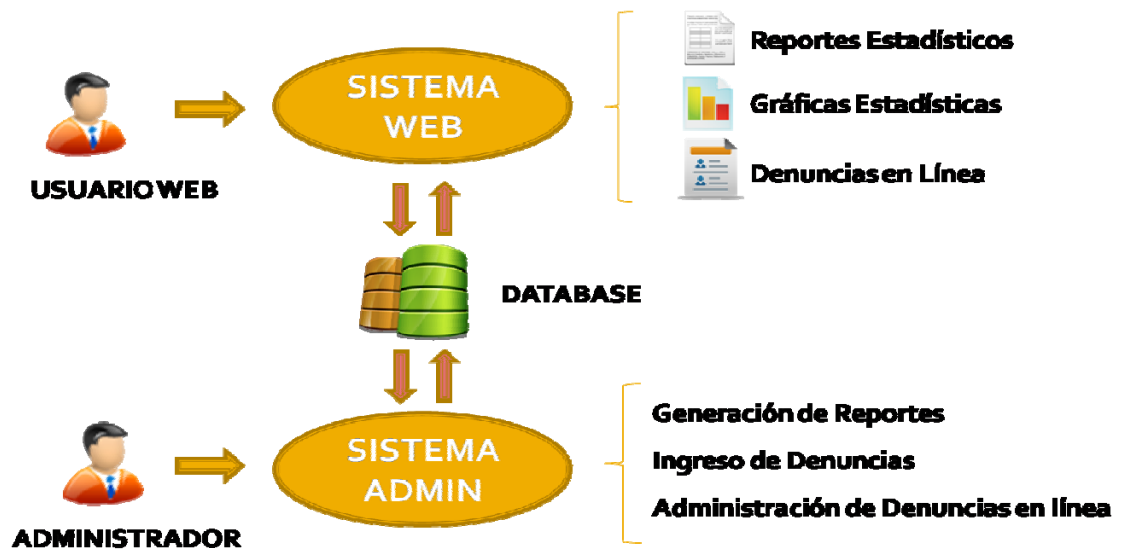 Reportes Estadísticos
SISTEMA
WEB
Gráficas Estadísticas
USUARIO WEB
Denuncias en Línea
DATABASE
Generación de Reportes
SISTEMA
ADMIN
Ingreso de Denuncias
Administración de Denuncias en línea
ADMINISTRADOR